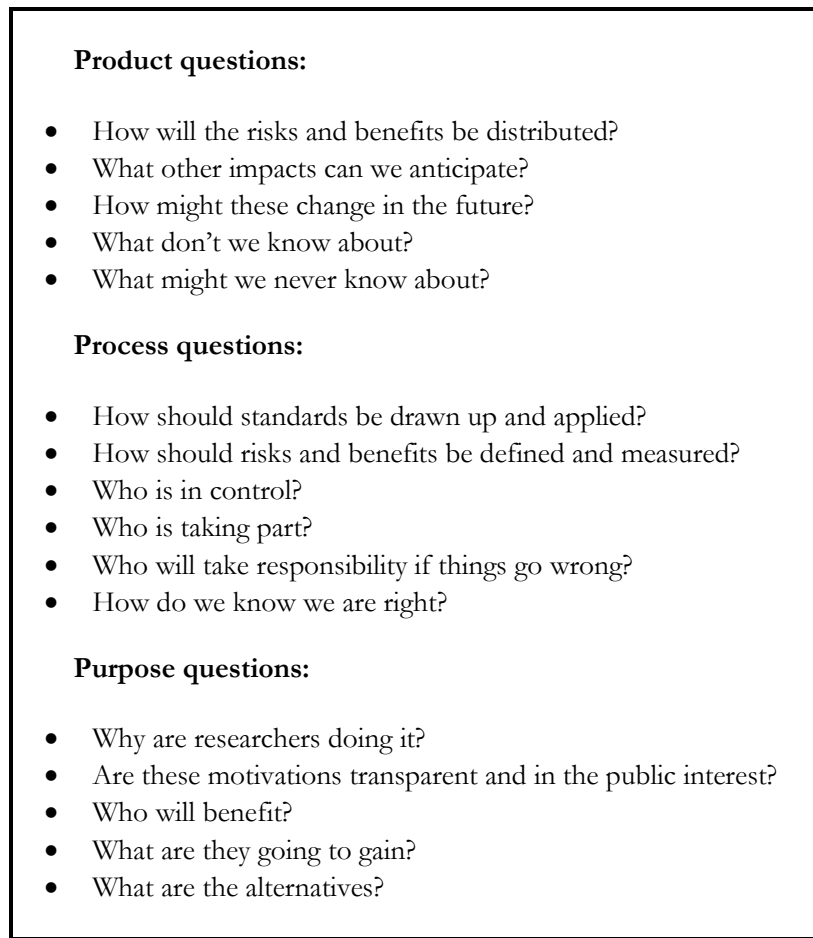 Product questions:
• How will the risks and benefits be distributed?
• What other impacts can we anticipate?
• How might these change in the future?
• What don’t we know about?
• What might we never know about?
Process questions:
• How should standards be drawn up and applied?
• How should risks and benefits be defined and measured?
• Who is in control?
• Who is taking part?
• Who will take responsibility if things go wrong?
• How do we know we are right?
Purpose questions:
• Why are researchers doing it?
• Are these motivations transparent and in the public interest?
• Who will benefit?
• What are they going to gain?
• What are the alternatives?